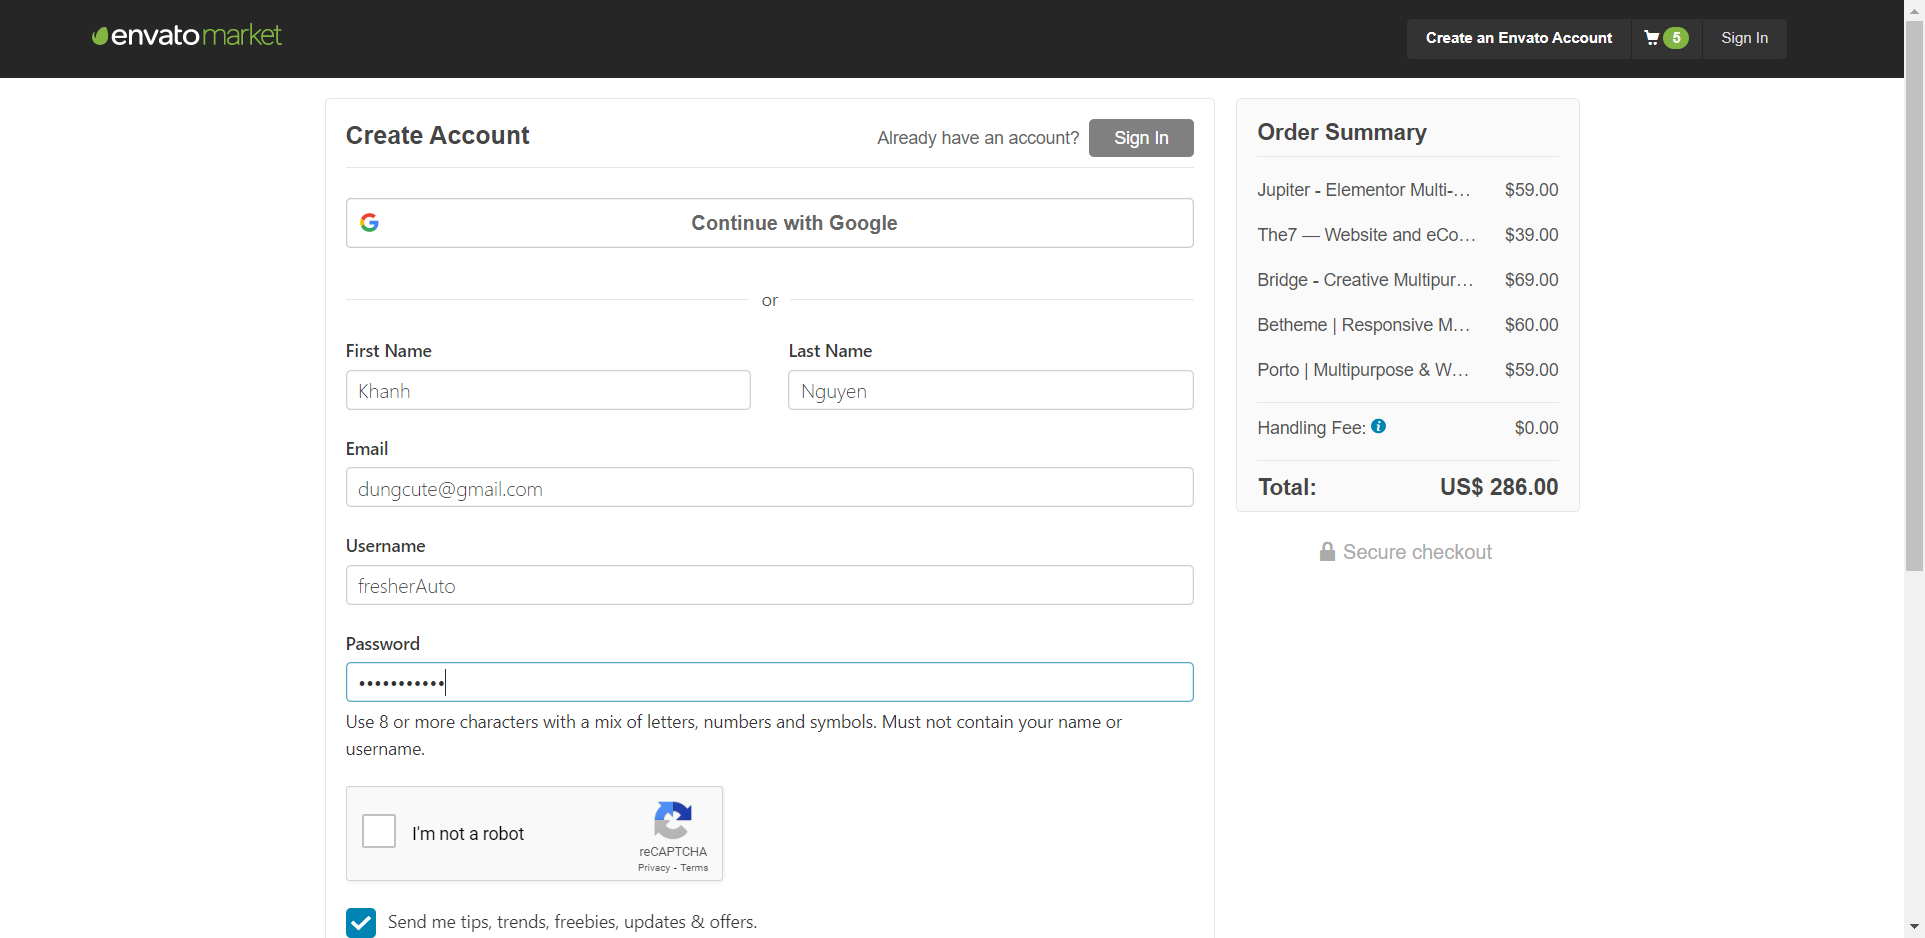 envatomarket
Create an Envato Account
5
Sign In
Create Account
Already have an account?
Sign In
Continue with Google
or
First Name
Last Name
Khanh
Nguyen
Email
dungcute@gmail.com
Username
fresherAuto
Password
•••••••••••
Use 8 or more characters with a mix of letters, numbers and symbols. Must not contain your name or
username.
I'm not a robot
reCAPTCHA
Privacy - Terms
Send me tips, trends, freebies, updates & offers.
Order Summary
Jupiter - Elementor Multi-... $59.00
The7 — Website and eCo... $39.00
Bridge - Creative Multipur... $69.00
Betheme | Responsive M... $60.00
Porto | Multipurpose & W... $59.00
Handling Fee: $0.00
Total: US$ 286.00
Secure checkout